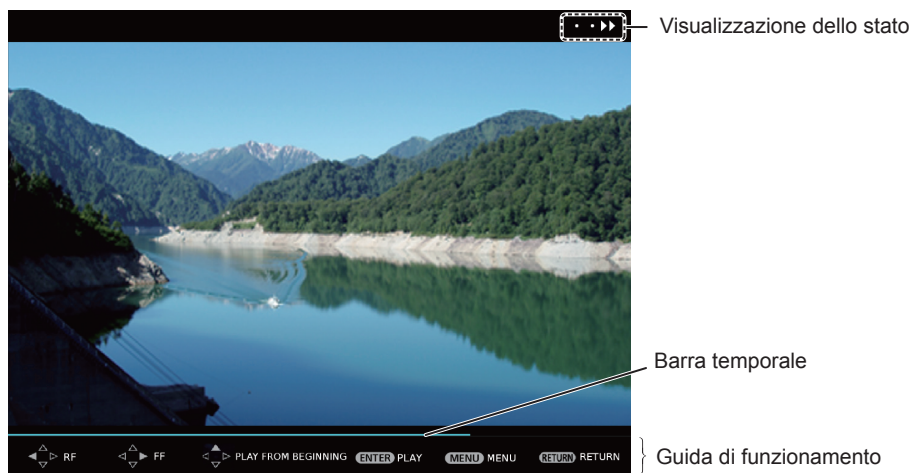 Visualizzazione dello stato
Barra temporale
RF FF PLAY FROM BEGINNING ENTER PLAY MENU MENU RETURN RETURN
Guida di funzionamento